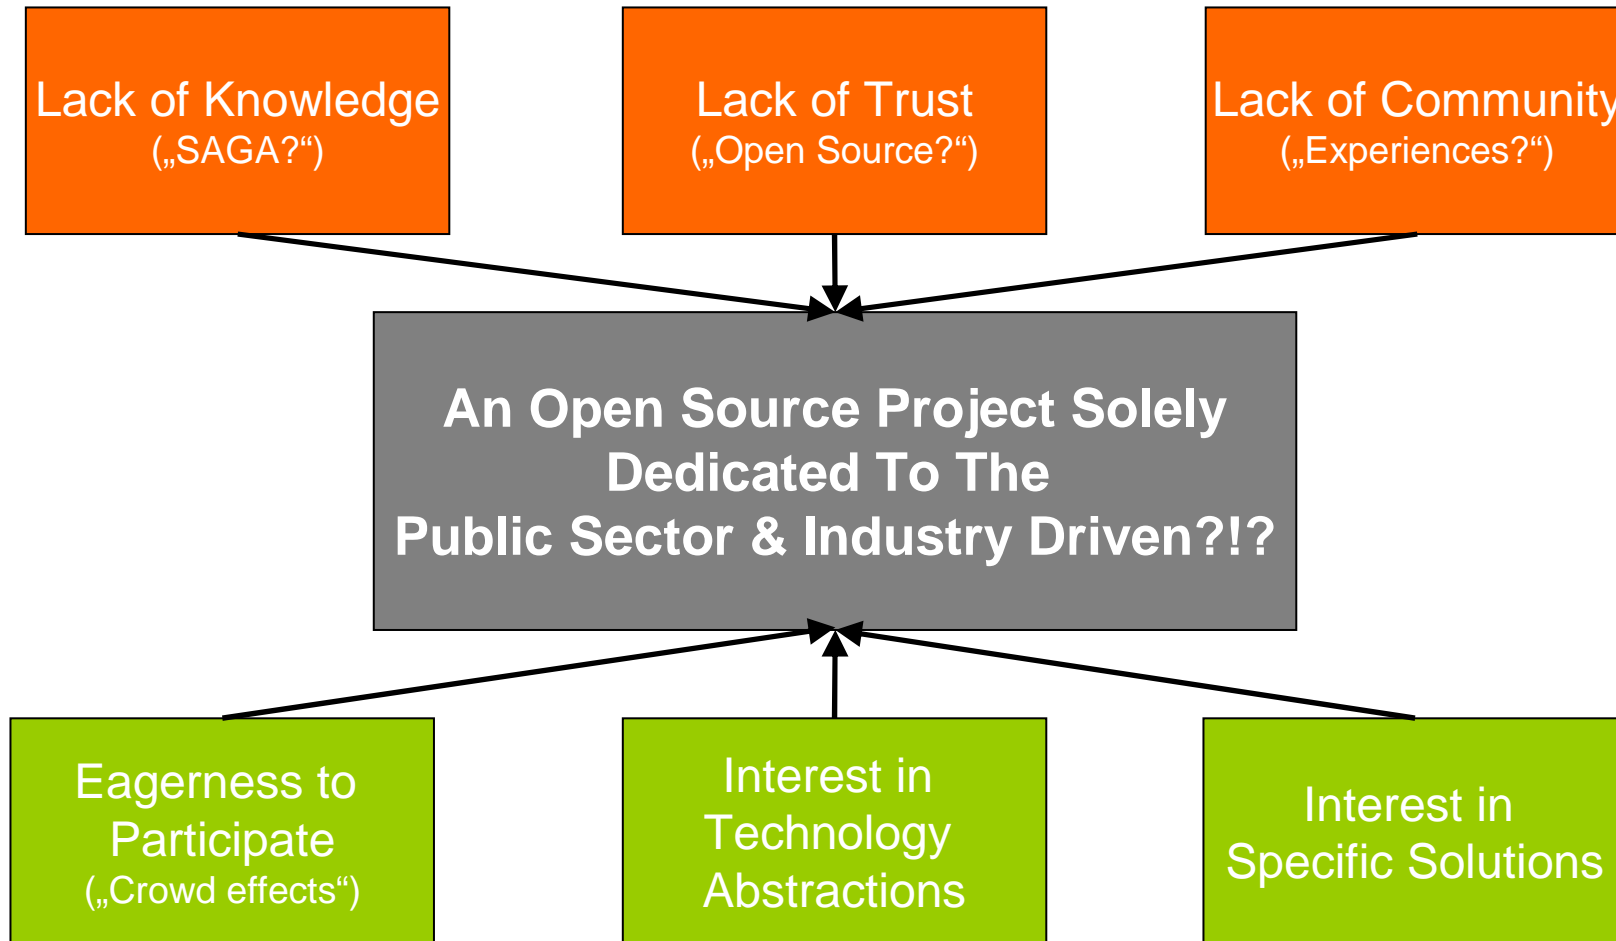 Lack of Knowledge
(„SAGA?“)
Lack of Trust
(„Open Source?“)
Lack of Community
(„Experiences?“)
An Open Source Project Solely
Dedicated To The
Public Sector & Industry Driven?!?
Eagerness to
Participate
(„Crowd effects“)
Interest in
Technology
Abstractions
Interest in
Specific Solutions